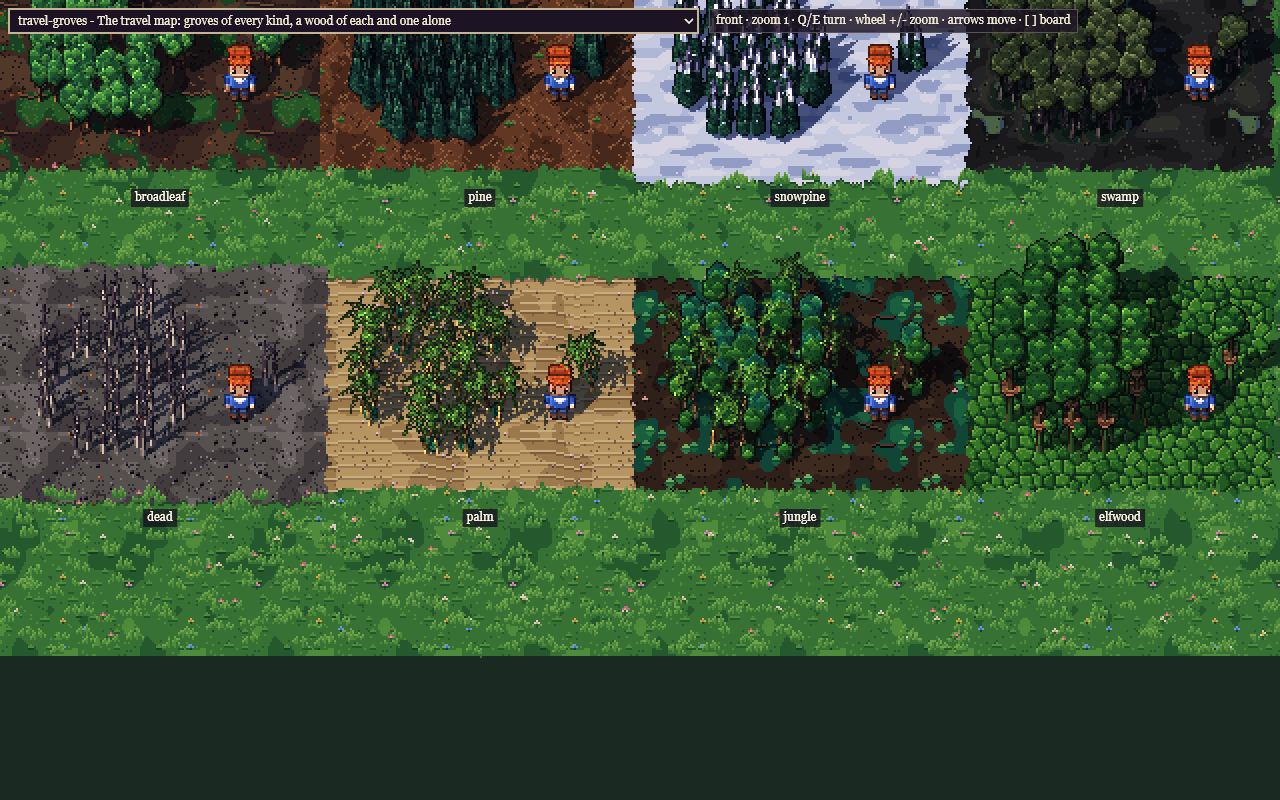 travel-groves - The travel map: groves of every kind, a wood of each and one alone
front · zoom 1 · Q/E turn · wheel +/- zoom · arrows move · [ ] board
broadleaf
pine
snowpine
swamp
dead
palm
jungle
elfwood